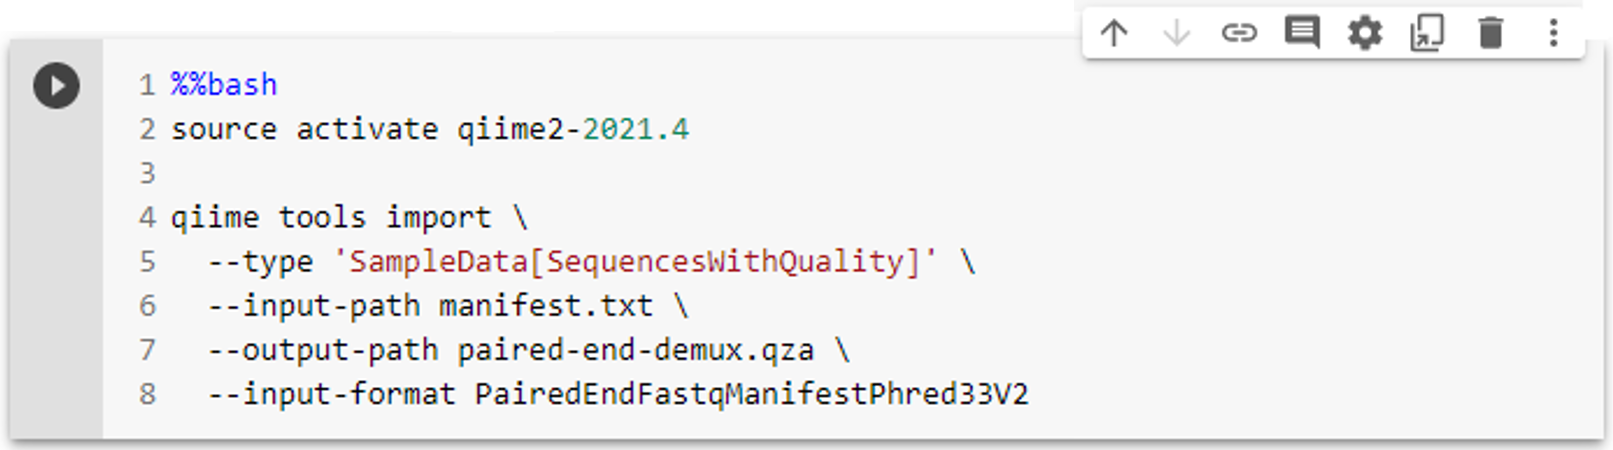 1 %%bash
2 source activate qiime2-2021.4
3
4 qiime tools import \
5   --type 'SampleData[SequencesWithQuality]' \
6   --input-path manifest.txt \
7   --output-path paired-end-demux.qza \
8   --input-format PairedEndFastqManifestPhred33V2